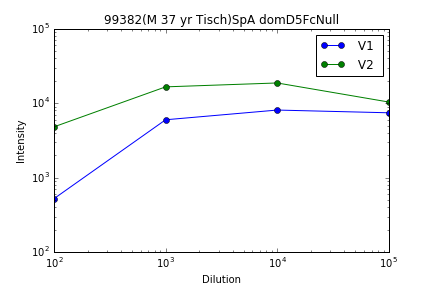 99382(M 37 yr Tisch)SpA domD5FcNull
V1
V2
10^5
10^4
10^3
10^2
Intensity
10^2 10^3 10^4 10^5
Dilution